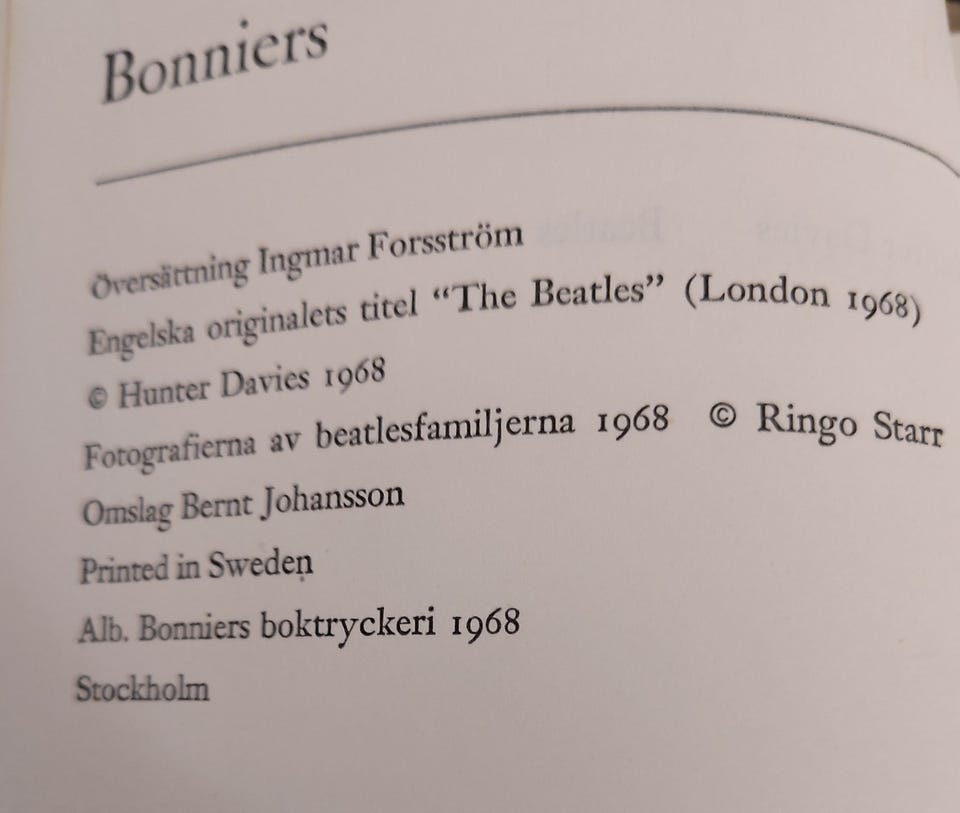 Bonniers
Översättning Ingmar Forsström
Engelska originalets titel “The Beatles” (London 1968)
© Hunter Davies 1968
Fotografierna av beatlesfamiljerna 1968 © Ringo Starr
Omslag Bernt Johansson
Printed in Sweden
Alb. Bonniers boktryckeri 1968
Stockholm